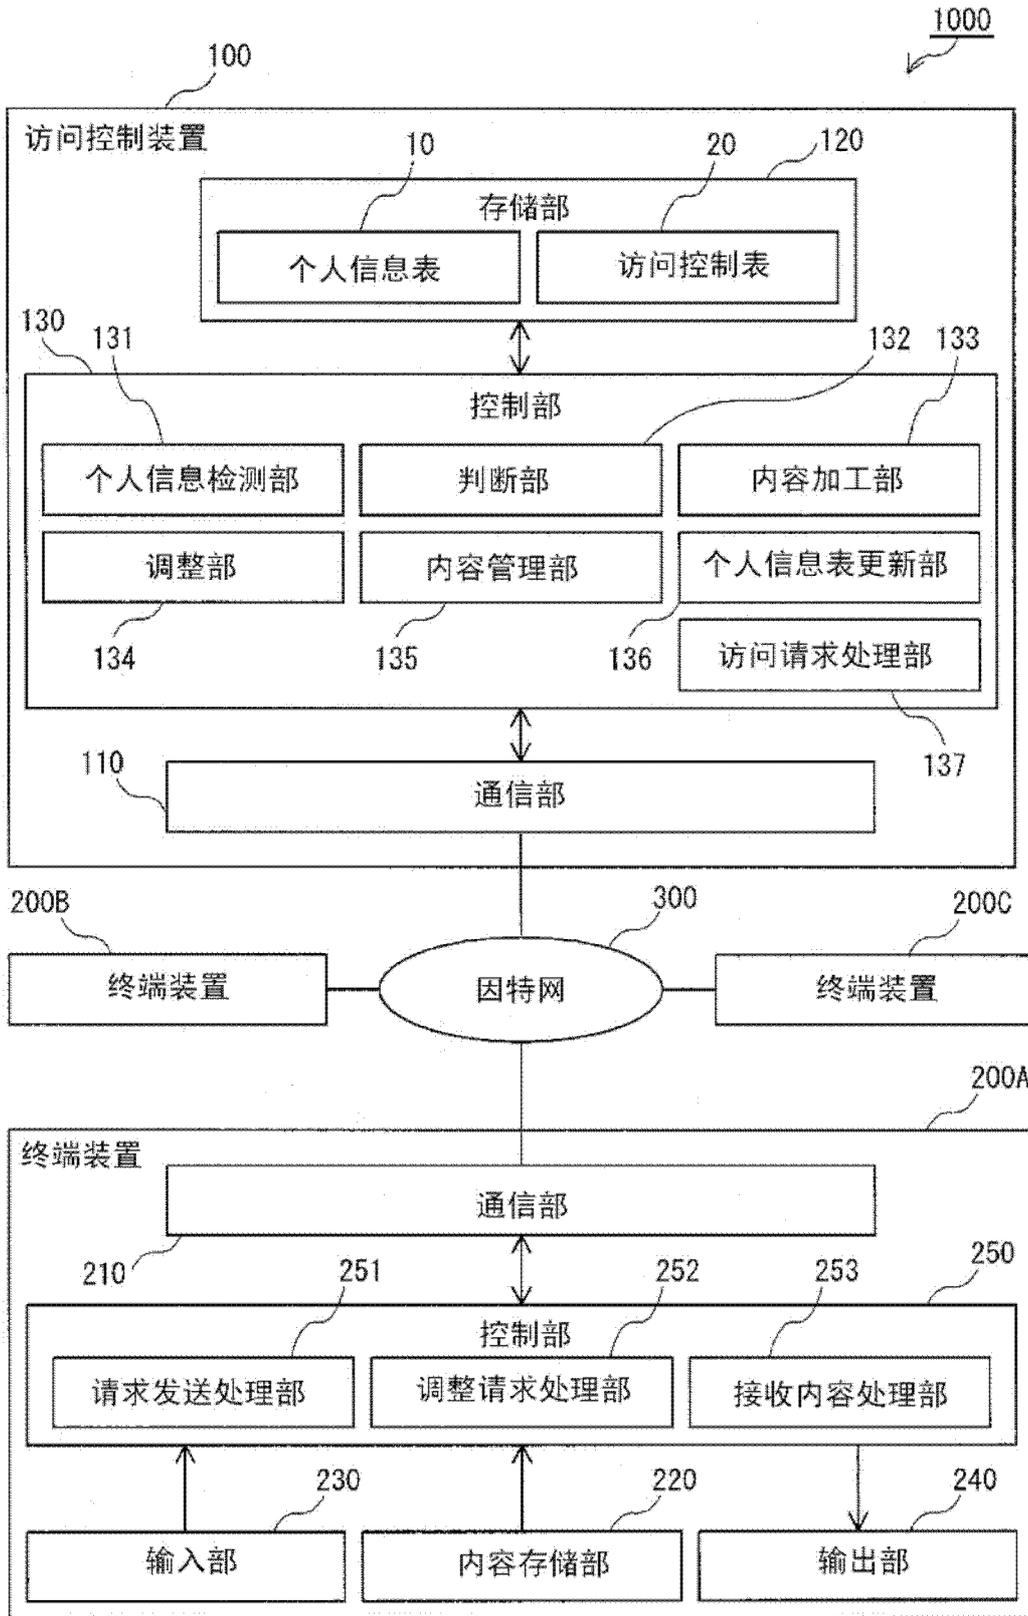 1000
100
访问控制装置
10
20
120
存储部
个人信息表
访问控制表
130
131
132
133
控制部
个人信息检测部
判断部
内容加工部
调整部
内容管理部
个人信息表更新部
134
135
136
访问请求处理部
137
110
通信部
200B
300
200C
终端装置
因特网
终端装置
200A
终端装置
通信部
210
251
252
253
250
控制部
请求发送处理部
调整请求处理部
接收内容处理部
230
220
240
输入部
内容存储部
输出部